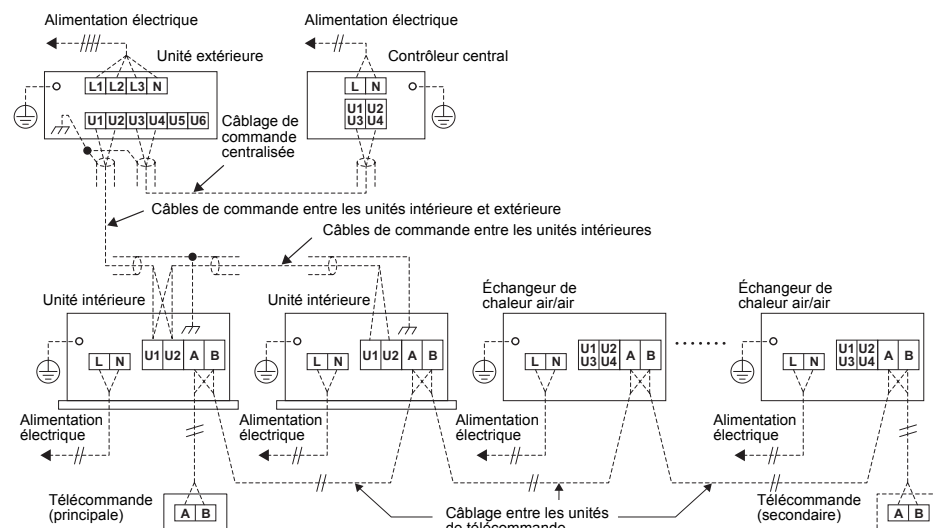 Alimentation électrique
Alimentation électrique
Unité extérieure
Contrôleur central
L1 L2 L3 N
L N
U1 U2 U3 U4 U5 U6
U1 U2
U3 U4
Câblage de
commande
centralisée
Câbles de commande entre les unités intérieure et extérieure
Câbles de commande entre les unités intérieures
Unité intérieure
Unité intérieure
Échangeur de
chaleur air/air
Échangeur de
chaleur air/air
L N
U1 U2 A B
L N
U1 U2 A B
L N
U1 U2
U3 U4
A B
L N
U1 U2
U3 U4
A B
Alimentation
électrique
Alimentation
électrique
Alimentation
électrique
Alimentation
électrique
Télécommande
(principale)
A B
Câblage entre les unités
de télécommande
Télécommande
(secondaire)
A B